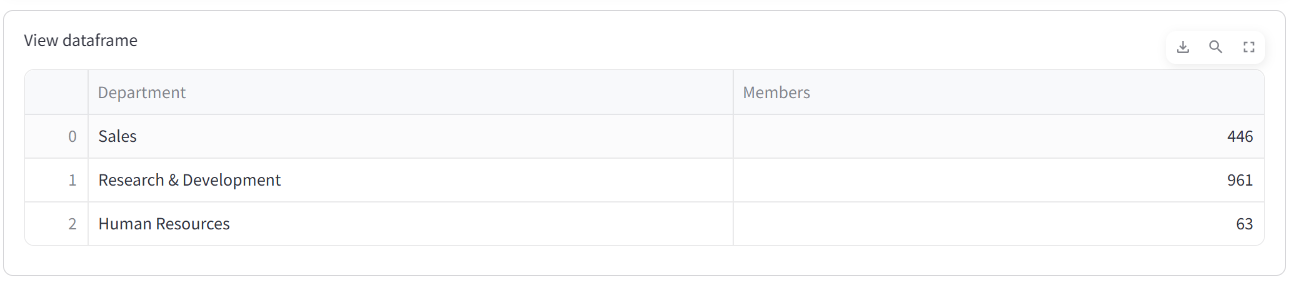 View dataframe
Department Members
0 Sales 446
1 Research & Development 961
2 Human Resources 63